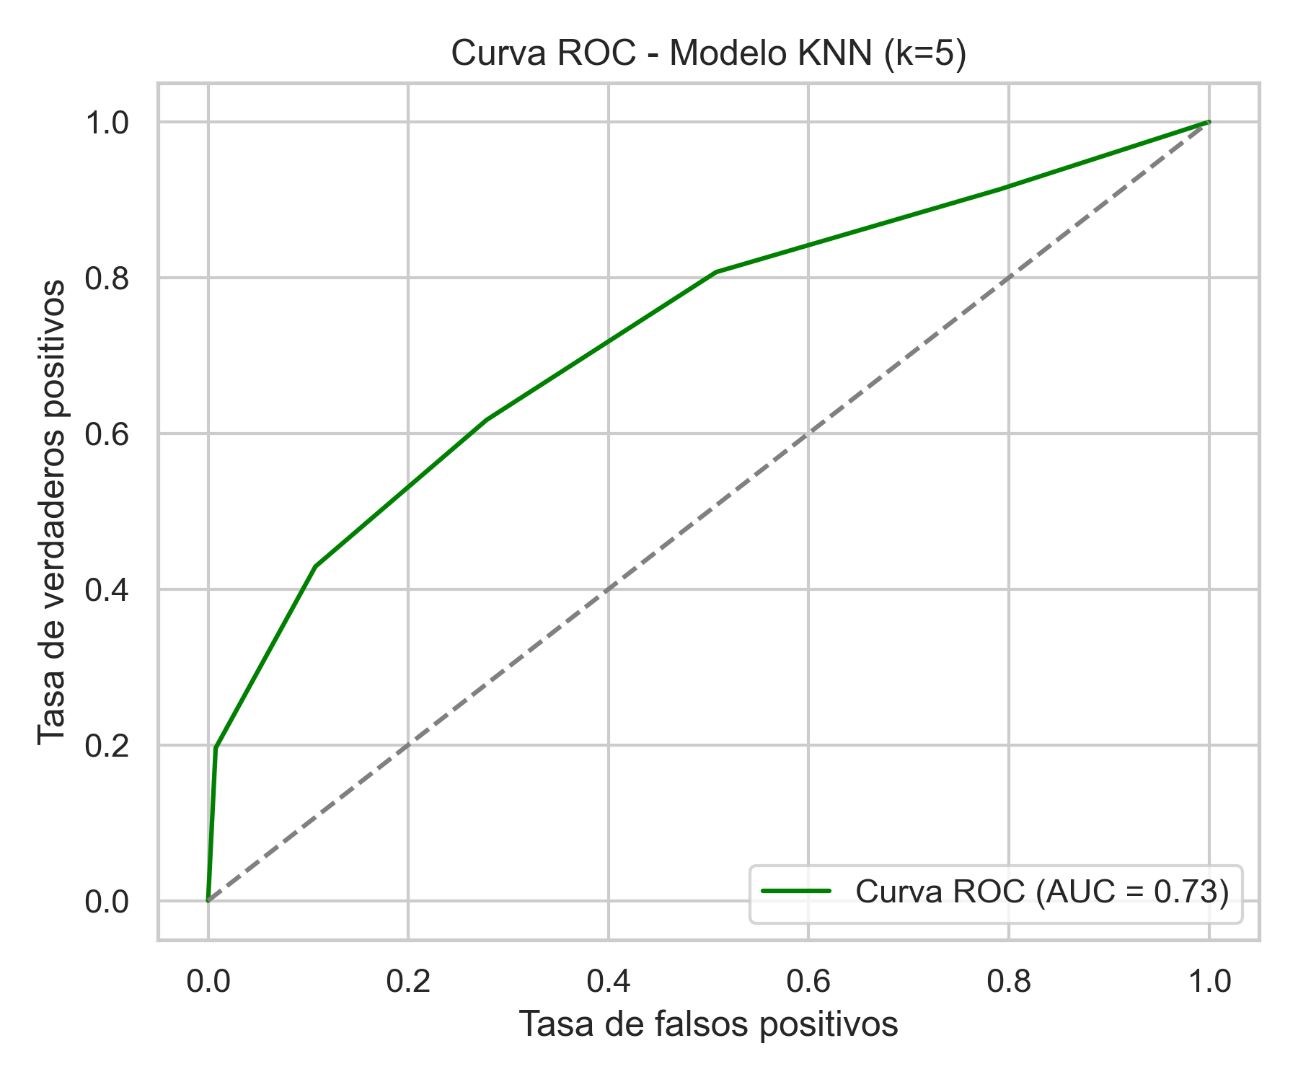 Curva ROC - Modelo KNN (k=5)
Tasa de verdaderos positivos
1.0
0.8
0.6
0.4
0.2
0.0
Curva ROC (AUC = 0.73)
0.0 0.2 0.4 0.6 0.8 1.0
Tasa de falsos positivos